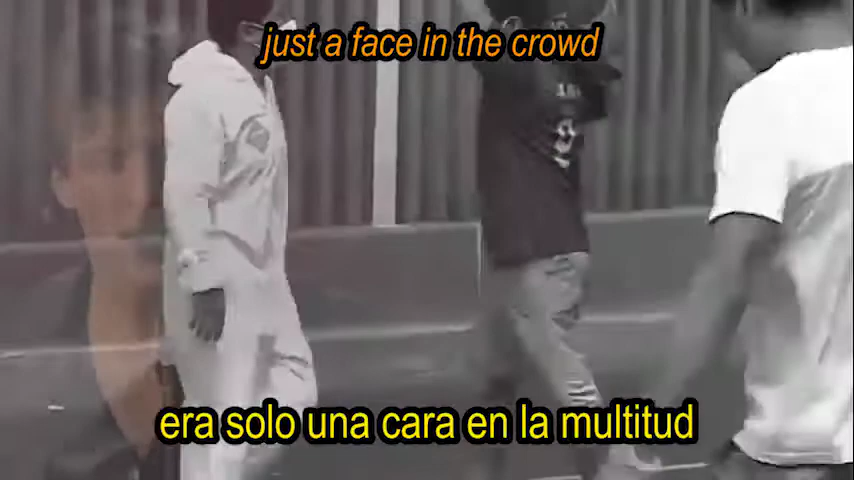 just a face in the crowd
era solo una cara en la multitud